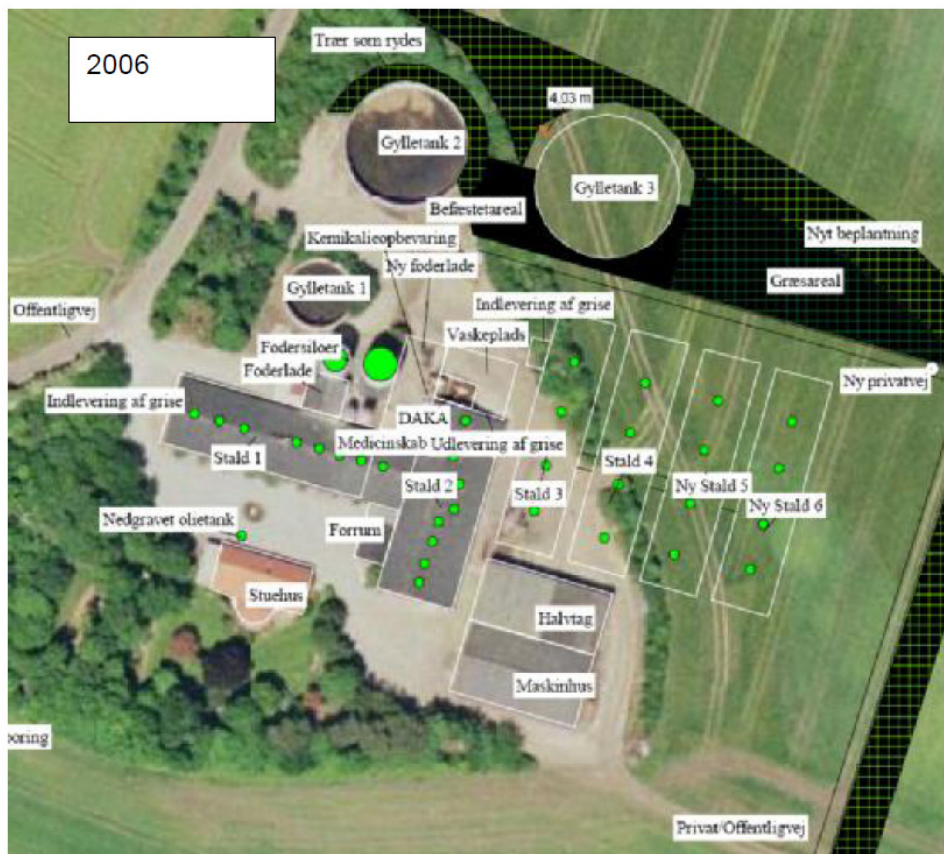 2006
Trær som rydes
4.03 m
Gylletank 2
Gylletank 3
Befæstetareal
Nyt beplantning
Kemikalieopbevaring
Ny foderlade
Græsareal
Gylletank 1
Indlevering af grise
Offentligvej
Vaskeplads
Fodersiloer
Foderlade
Ny privatvej
Indlevering af grise
DAKA
Medicinskab
Udlevering af grise
Stald 1
Stald 4
Stald 2
Stald 3
Ny Stald 5
Ny Stald 6
Nedgravet olietank
Forrum
Stuehus
Halvtag
Maskinhus
oring
Privat/Offentligvej